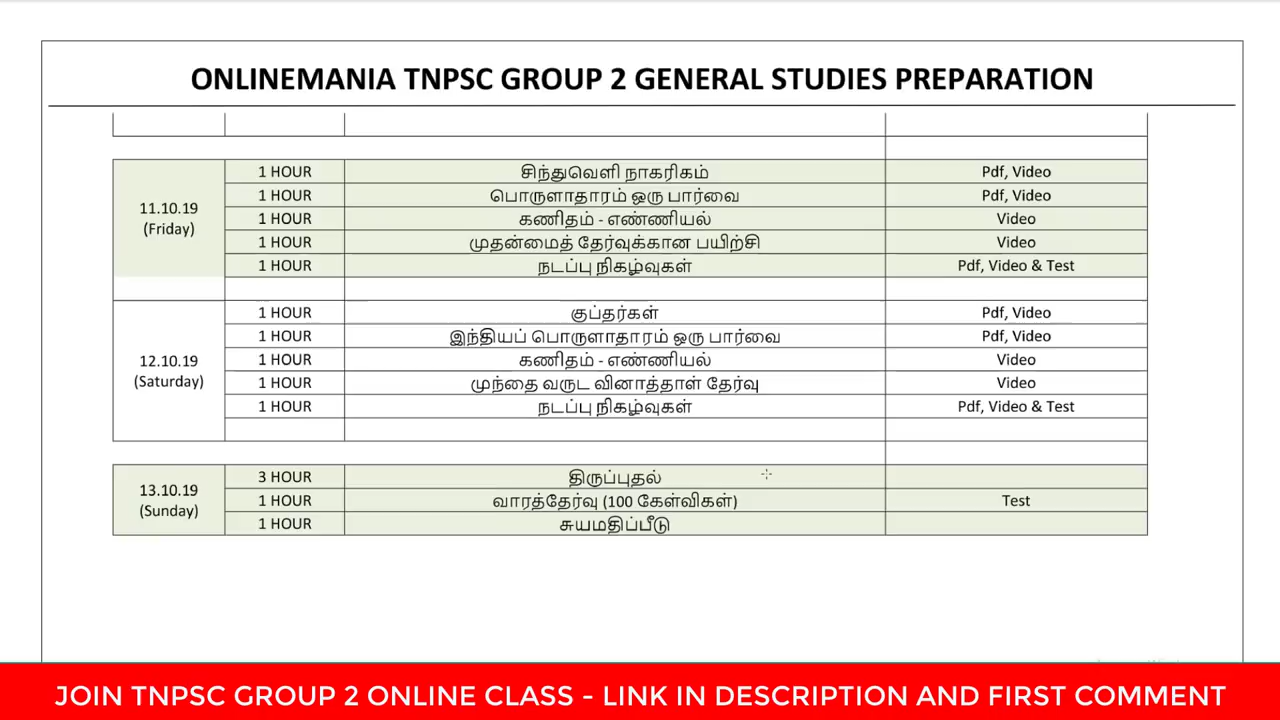 ONLINEMANIA TNPSC GROUP 2 GENERAL STUDIES PREPARATION
11.10.19
(Friday)
1 HOUR சிந்துவெளி நாகரிகம் Pdf, Video
1 HOUR பொருளாதாரம் ஒரு பார்வை Pdf, Video
1 HOUR கணிதம் - எண்ணியல் Video
1 HOUR முதன்மைத் தேர்வுக்கான பயிற்சி Video
1 HOUR நடப்பு நிகழ்வுகள் Pdf, Video & Test
12.10.19
(Saturday)
1 HOUR குப்தர்கள் Pdf, Video
1 HOUR இந்தியப் பொருளாதாரம் ஒரு பார்வை Pdf, Video
1 HOUR கணிதம் - எண்ணியல் Video
1 HOUR முந்தை வருட வினாத்தாள் தேர்வு Video
1 HOUR நடப்பு நிகழ்வுகள் Pdf, Video & Test
13.10.19
(Sunday)
3 HOUR திருப்புதல்
1 HOUR வாரத்தேர்வு (100 கேள்விகள்) Test
1 HOUR சுயமதிப்பீடு
JOIN TNPSC GROUP 2 ONLINE CLASS - LINK IN DESCRIPTION AND FIRST COMMENT